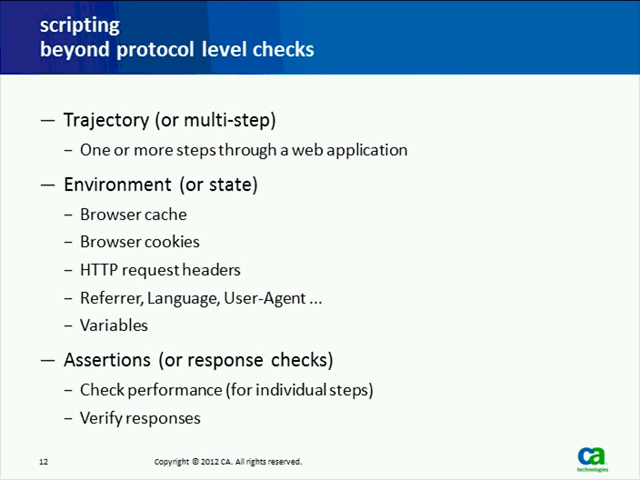 scripting
beyond protocol level checks
— Trajectory (or multi-step)
– One or more steps through a web application
— Environment (or state)
– Browser cache
– Browser cookies
– HTTP request headers
– Referrer, Language, User-Agent ...
– Variables
— Assertions (or response checks)
– Check performance (for individual steps)
– Verify responses
12 Copyright © 2012 CA. All rights reserved.
ca
technologies